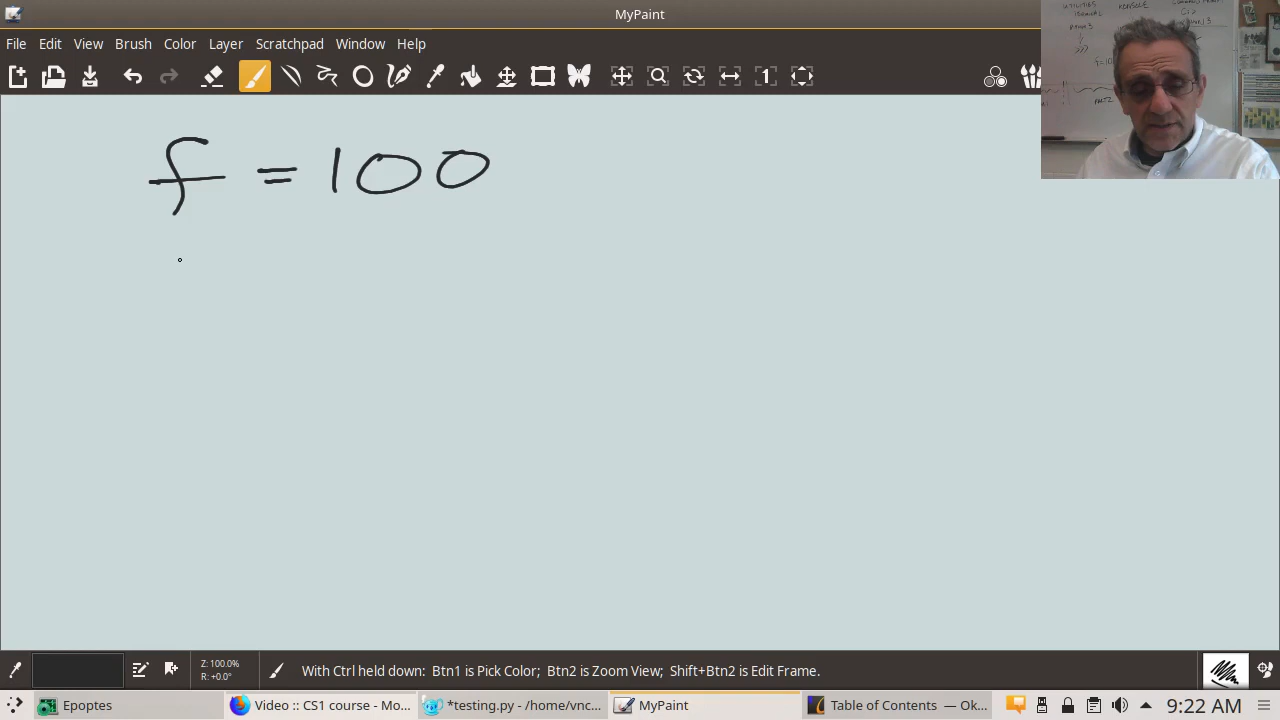 MyPaint
File Edit View Brush Color Layer Scratchpad Window Help
f = 100
UTILITIES
CONSOLE
Z: 100.0%
R: +0.0°
With Ctrl held down: Btn1 is Pick Color; Btn2 is Zoom View; Shift+Btn2 is Edit Frame.
Epoptes
Video :: CS1 course - Mo...
*testing.py - /home/vnc...
MyPaint
Table of Contents — Ok...
9:22 AM